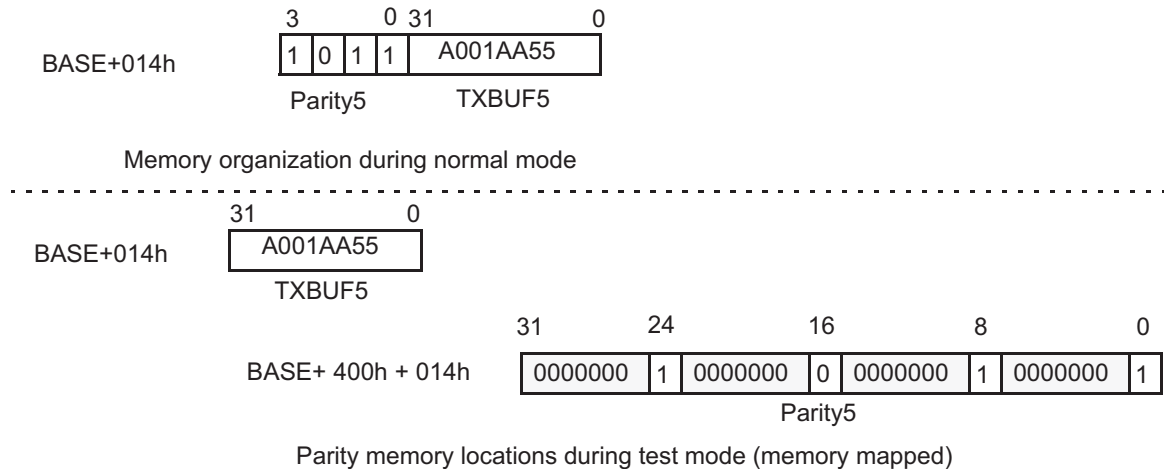 3 0 31 0
BASE+014h 1 0 1 1 A001AA55
Parity5 TXBUF5
Memory organization during normal mode
31 0
BASE+014h A001AA55
TXBUF5
31 24 16 8 0
BASE+ 400h + 014h 0000000 1 0000000 0 0000000 1 0000000 1
Parity5
Parity memory locations during test mode (memory mapped)